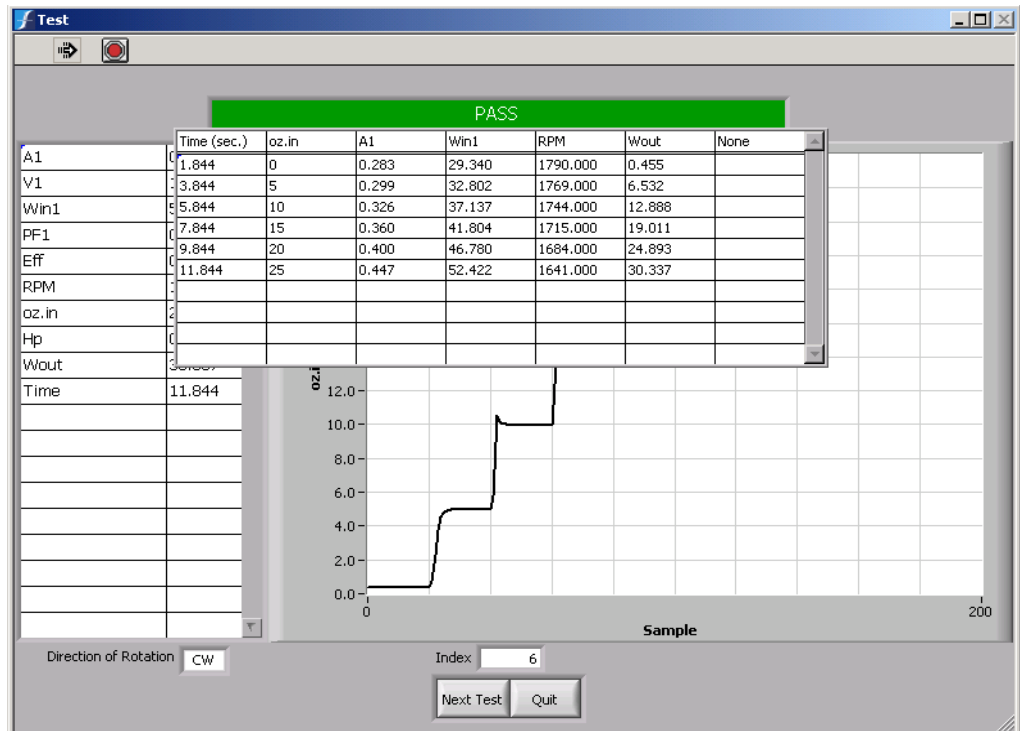 Test
PASS
Time (sec.) oz.in A1 Win1 RPM Wout None
1.844 0 0.283 29.340 1790.000 0.455
3.844 5 0.299 32.802 1769.000 6.532
5.844 10 0.326 37.137 1744.000 12.888
7.844 15 0.360 41.804 1715.000 19.011
9.844 20 0.400 46.780 1684.000 24.893
11.844 25 0.447 52.422 1641.000 30.337
A1
V1
Win1
PF1
Eff
RPM
oz.in
Hp
Wout
Time 11.844
12.0
10.0
8.0
6.0
4.0
2.0
0.0
0 200
Sample
Direction of Rotation CW
Index 6
Next Test Quit